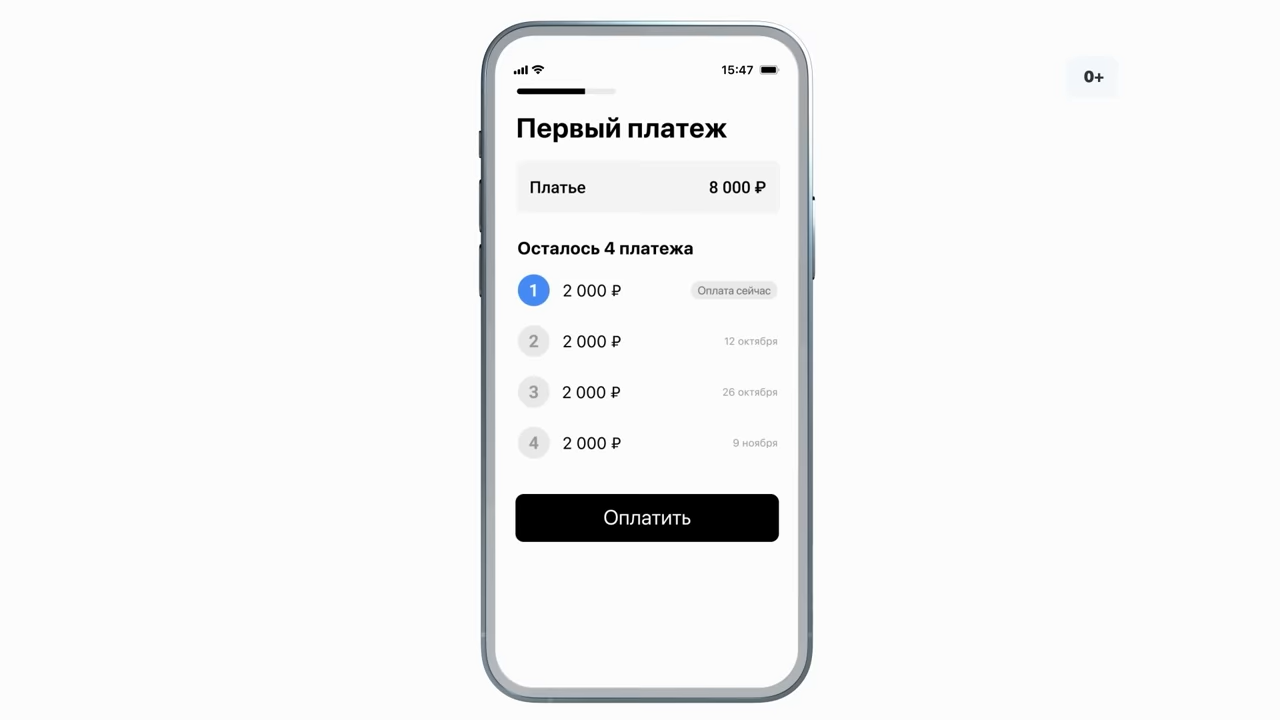 15:47
0+
Первый платеж
Платье 8 000 ₽
Осталось 4 платежа
1 2 000 ₽ Оплата сейчас
2 2 000 ₽ 12 октября
3 2 000 ₽ 26 октября
4 2 000 ₽ 9 ноября
Оплатить